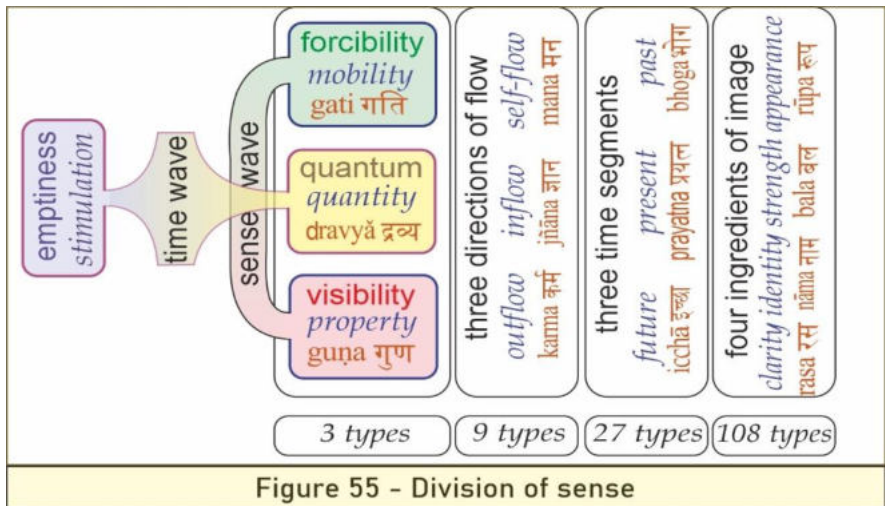 emptiness
stimulation
time wave
sense wave
forcibility
mobility
gati गति
quantum
quantity
dravyă द्रव्य
visibility
property
guṇa गुण
three directions of flow
outflow inflow self-flow
karma कर्म jñāna ज्ञान mana मन
three time segments
future present past
icchā इच्छा prayatna प्रयत्न bhoga भोग
four ingredients of image
clarity identity strength appearance
rasa रस nāma नाम bala बल rūpa रूप
3 types
9 types
27 types
108 types
Figure 55 - Division of sense